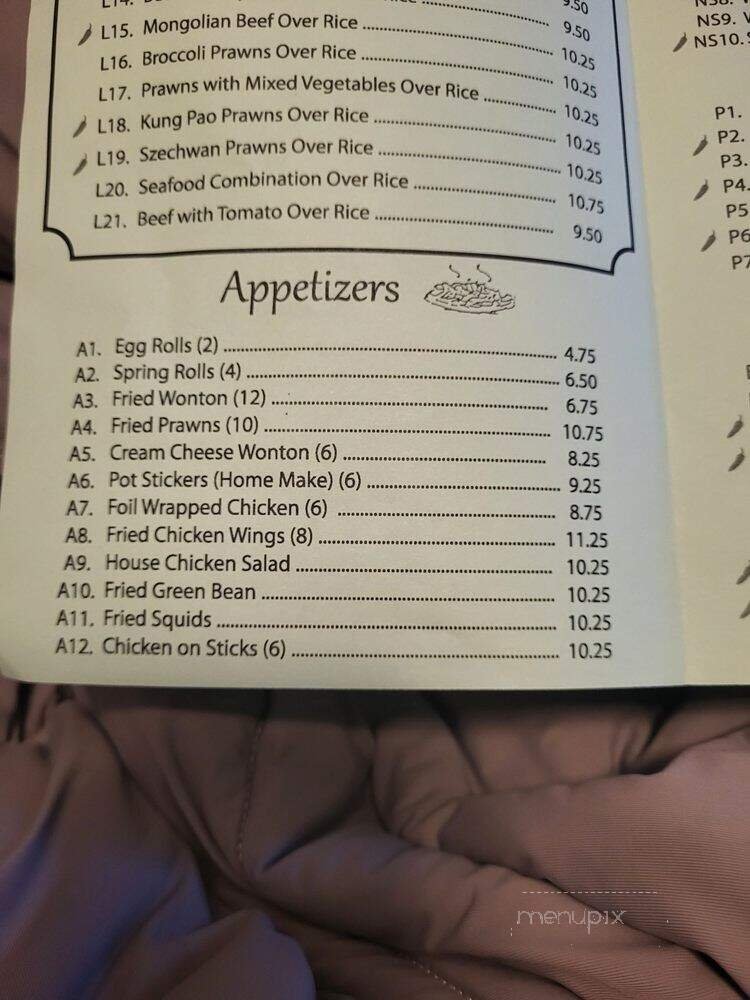 L14.
9.50
L15. Mongolian Beef Over Rice 9.50
L16. Broccoli Prawns Over Rice 10.25
L17. Prawns with Mixed Vegetables Over Rice 10.25
L18. Kung Pao Prawns Over Rice 10.25
L19. Szechwan Prawns Over Rice 10.25
L20. Seafood Combination Over Rice 10.75
L21. Beef with Tomato Over Rice 9.50
Appetizers
A1. Egg Rolls (2) 4.75
A2. Spring Rolls (4) 6.50
A3. Fried Wonton (12) 6.75
A4. Fried Prawns (10) 10.75
A5. Cream Cheese Wonton (6) 8.25
A6. Pot Stickers (Home Make) (6) 9.25
A7. Foil Wrapped Chicken (6) 8.75
A8. Fried Chicken Wings (8) 11.25
A9. House Chicken Salad 10.25
A10. Fried Green Bean 10.25
A11. Fried Squids 10.25
A12. Chicken on Sticks (6) 10.25
NS9.
NS10.
P1.
P2.
P3.
P4.
P5
P6
P7
menupix